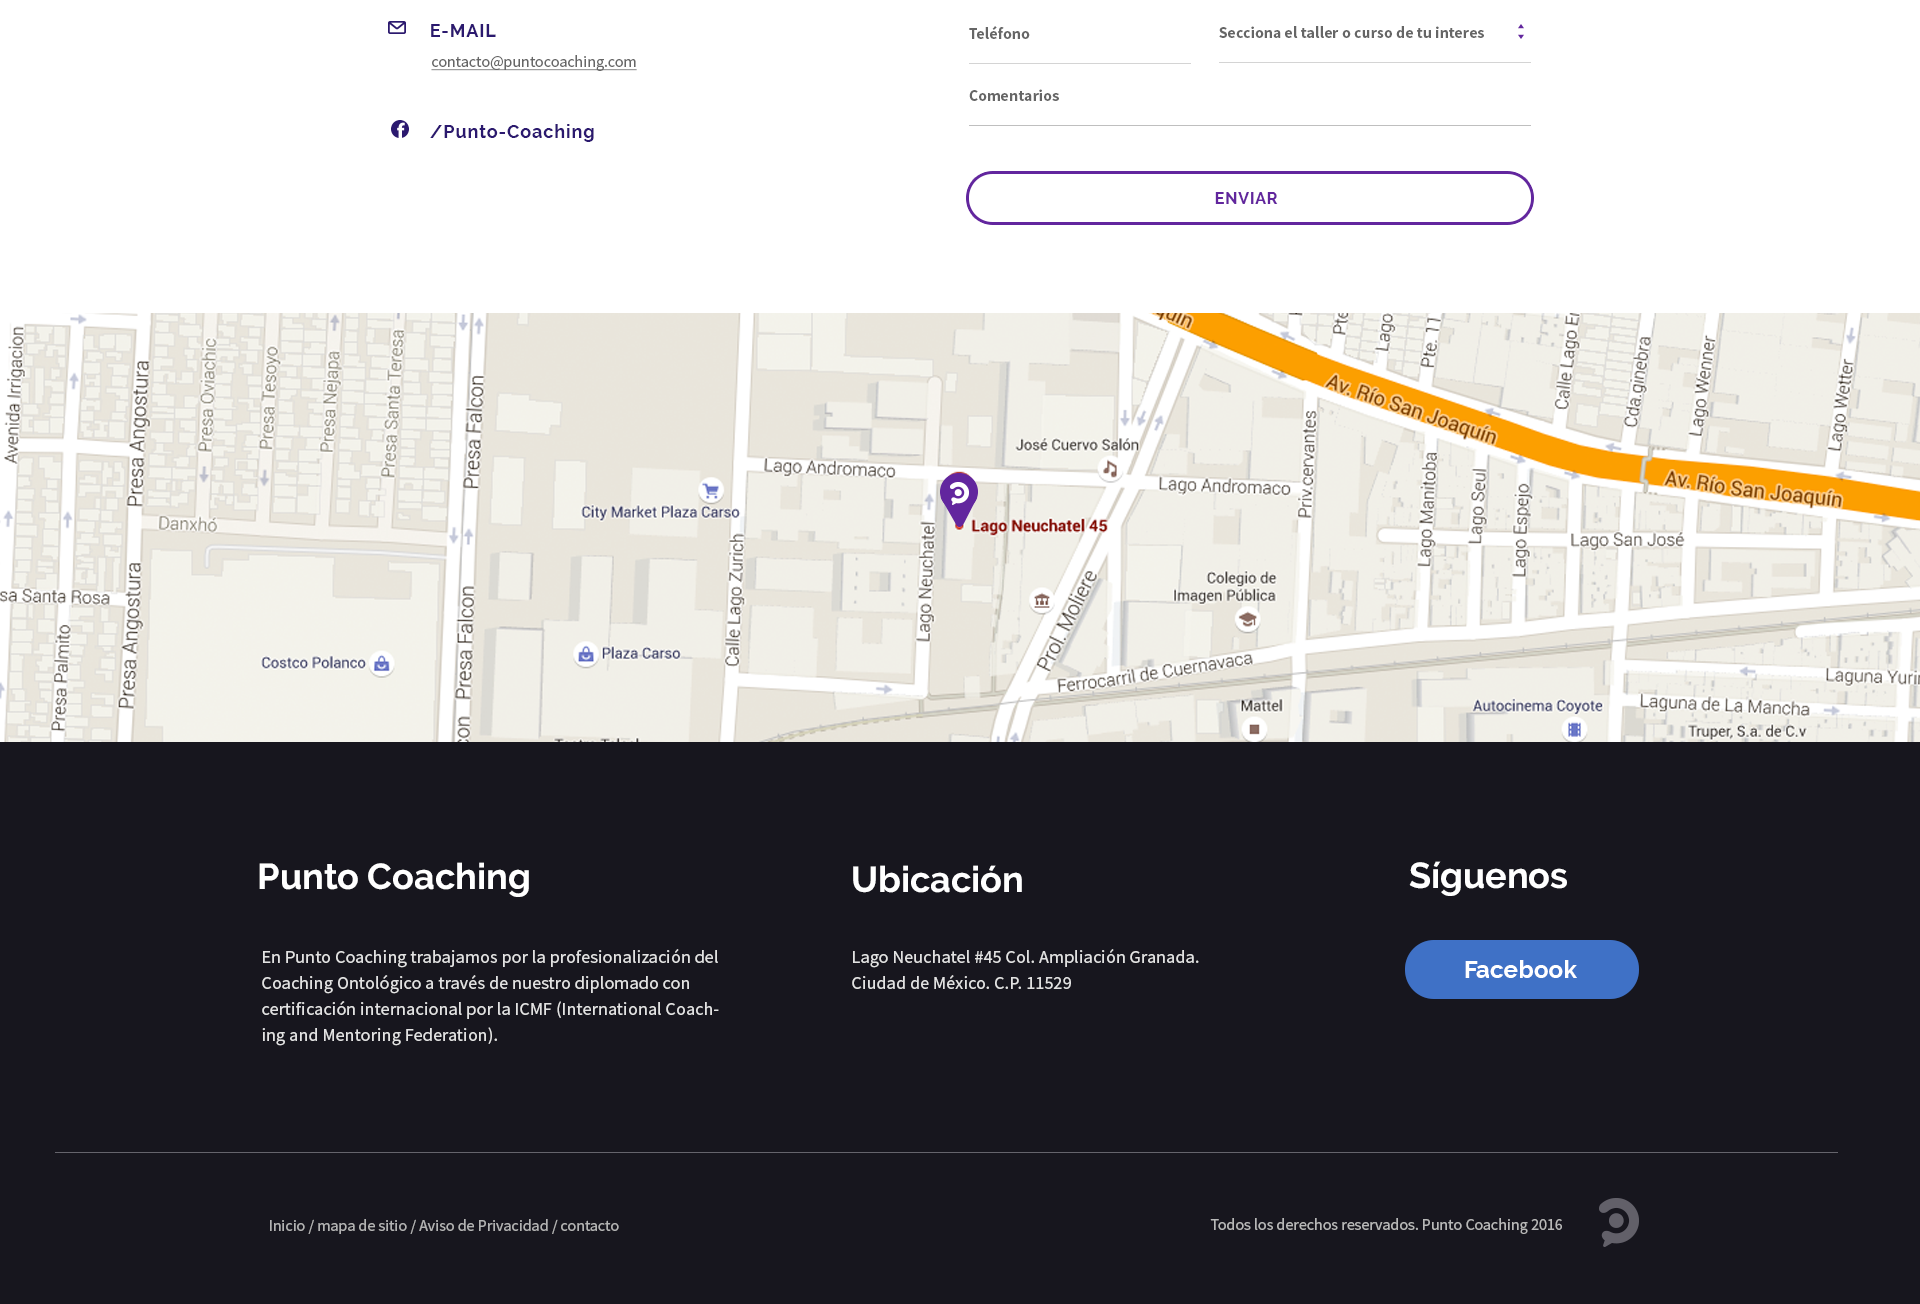 E-MAIL
contacto@puntocoaching.com
/Punto-Coaching
Teléfono
Secciona el taller o curso de tu interes
Comentarios
ENVIAR
Avenida Irrigacion
Presa Angostura
Presa Oviachic
Presa Tesoyo
Presa Nejapa
Presa Santa Teresa
Presa Falcon
Lago Andromaco
José Cuervo Salón
Lago Andromaco
Priv.cervantes
Av. Río San Joaquín
Pte. 11
Lago
Calle Lago
Cda.ginebra
Lago Wenner
Lago Wetter
Av. Río San Joaquín
City Market Plaza Carso
Danxhó
Lago Neuchatel 45
Lago Manitoba
Lago Seul
Lago Espejo
Lago San José
Calle Lago Zurich
Lago Neuchatel
Prol. Moliere
Colegio de
Imagen Pública
Santa Rosa
Presa Palmito
Presa Angostura
Costco Polanco
Presa Falcon
Plaza Carso
Ferrocarril de Cuernavaca
Mattel
Autocinema Coyote
Laguna
Laguna de La Mancha
Truper, S.a. de C.v
Punto Coaching
En Punto Coaching trabajamos por la profesionalización del
Coaching Ontológico a través de nuestro diplomado con
certificación internacional por la ICMF (International Coach-
ing and Mentoring Federation).
Ubicación
Lago Neuchatel #45 Col. Ampliación Granada.
Ciudad de México. C.P. 11529
Síguenos
Facebook
Inicio / mapa de sitio / Aviso de Privacidad / contacto
Todos los derechos reservados. Punto Coaching 2016